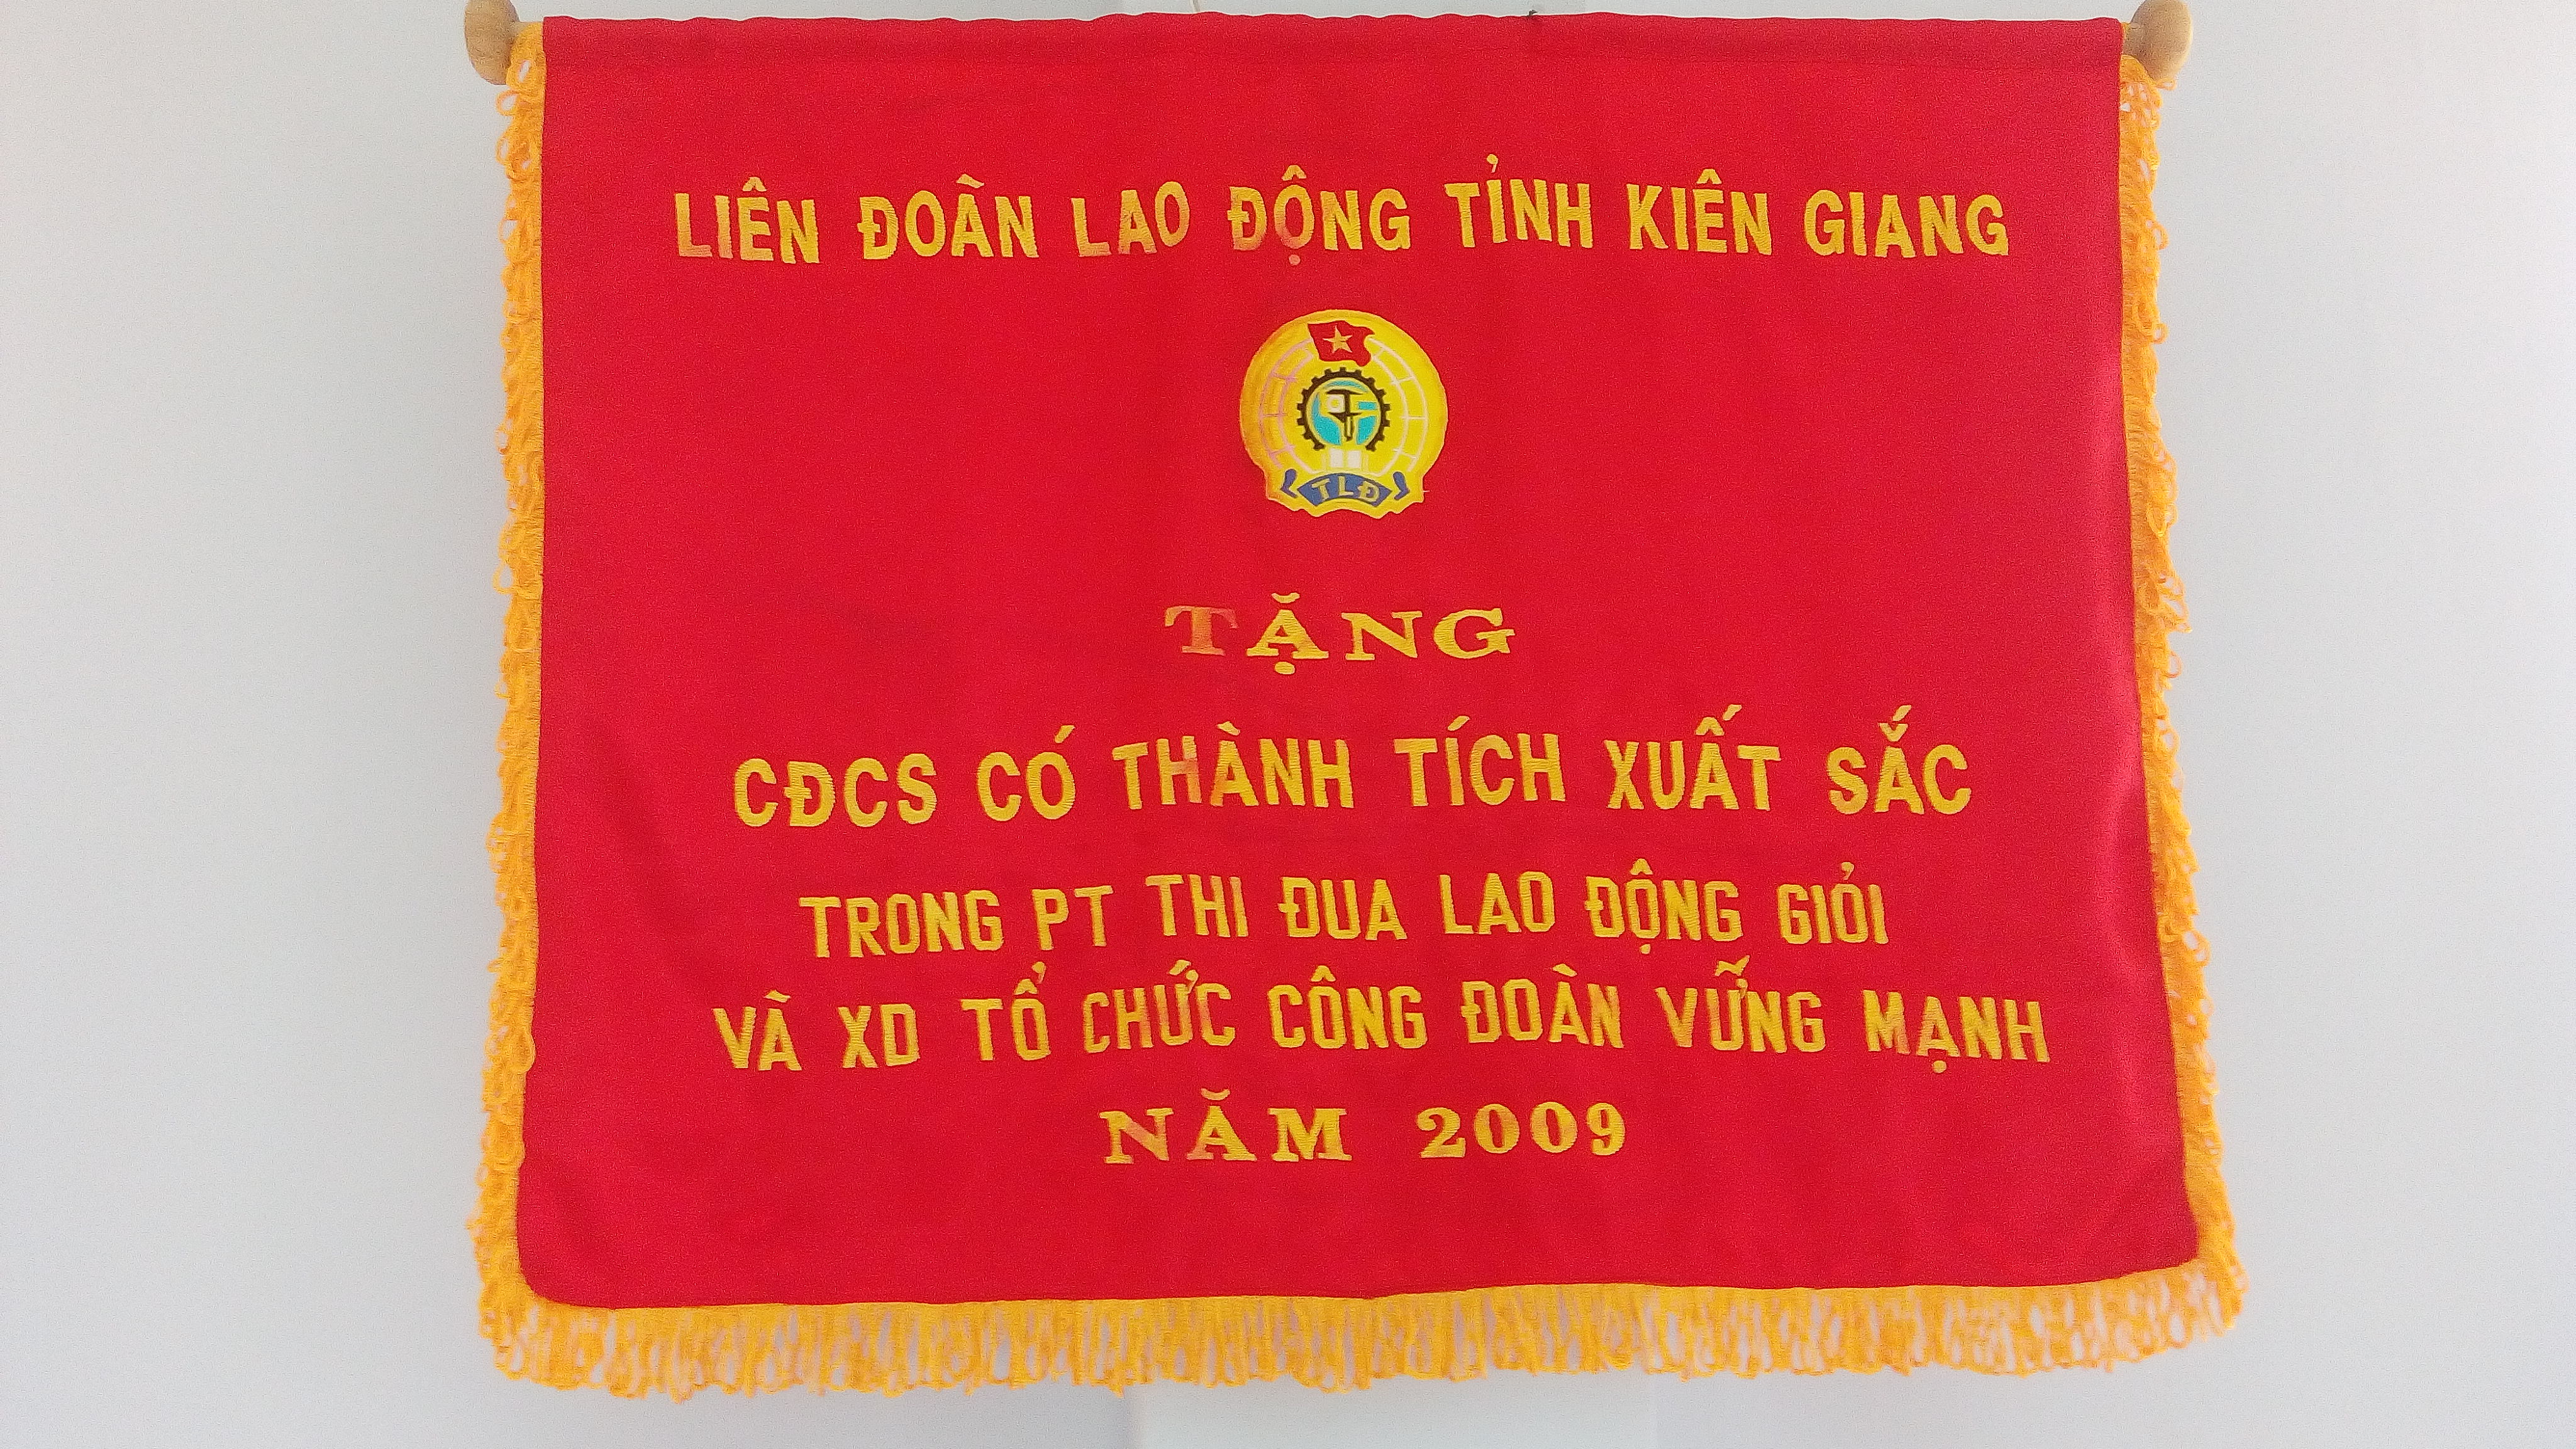 LIÊN ĐOÀN LAO ĐỘNG TỈNH KIÊN GIANG
TLĐ
TẶNG
CĐCS CÓ THÀNH TÍCH XUẤT SẮC
TRONG PT THI ĐUA LAO ĐỘNG GIỎI
VÀ XD TỔ CHỨC CÔNG ĐOÀN VỮNG MẠNH
NĂM 2009